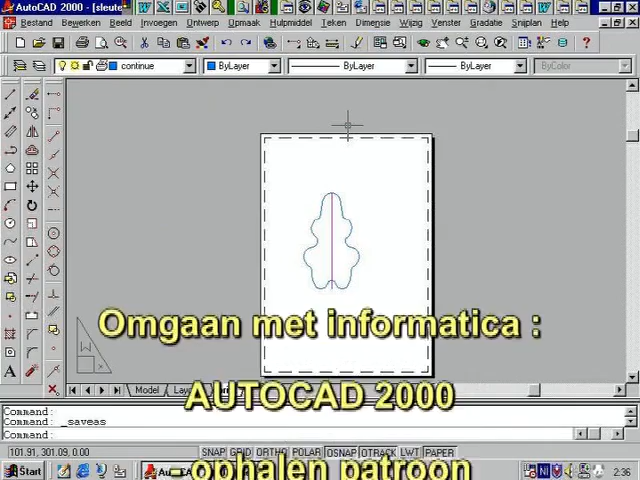 AutoCAD 2000 - [sleute
Bestand Bewerken Beeld Invoegen Ontwerp Opmaak Hulpmiddel Teken Dimensie Wijzig Venster Gradatie Snijplan Help
continue ByLayer ByLayer ByLayer ByColor
Omgaan met informatica :
Model
AUTOCAD 2000
Command:
Command: _saveas
Command:
101.91, 301.09, 0.00 SNAP GRID ORTHO POLAR OSNAP OTRACK LWT PAPER
- ophalen patroon
Start
2:36